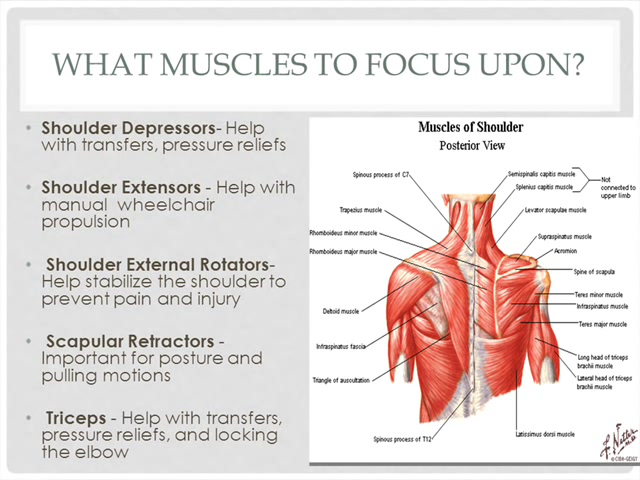 WHAT MUSCLES TO FOCUS UPON?
• Shoulder Depressors- Help
with transfers, pressure reliefs
• Shoulder Extensors - Help with
manual wheelchair
propulsion
• Shoulder External Rotators-
Help stabilize the shoulder to
prevent pain and injury
• Scapular Retractors -
Important for posture and
pulling motions
• Triceps - Help with transfers,
pressure reliefs, and locking
the elbow
Muscles of Shoulder
Posterior View
Spinous process of C7
Trapezius muscle
Rhomboideus minor muscle
Rhomboideus major muscle
Deltoid muscle
Infraspinatus fascia
Triangle of auscultation
Spinous process of T12
Semispinalis capitis muscle
Splenius capitis muscle
Not
connected to
upper limb
Levator scapulae muscle
Supraspinatus muscle
Acromion
Spine of scapula
Teres minor muscle
Infraspinatus muscle
Teres major muscle
Long head of triceps
brachii muscle
Lateral head of triceps
brachii muscle
Latissimus dorsi muscle
F. Netter
M.D.
© CIBA-GEIGY